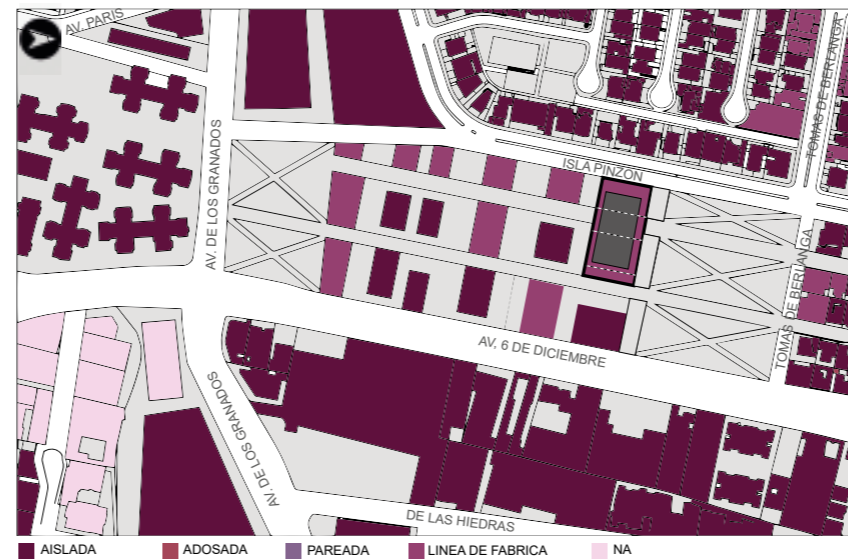 AV. PARIS
TOMAS DE BERLANGA
AV. DE LOS GRANADOS
ISLA PINZON
TOMAS DE BERLANGA
AV, 6 DE DICIEMBRE
AV. DE LOS GRANADOS
DE LAS HIEDRAS
AISLADA ADOSADA PAREADA LINEA DE FABRICA NA